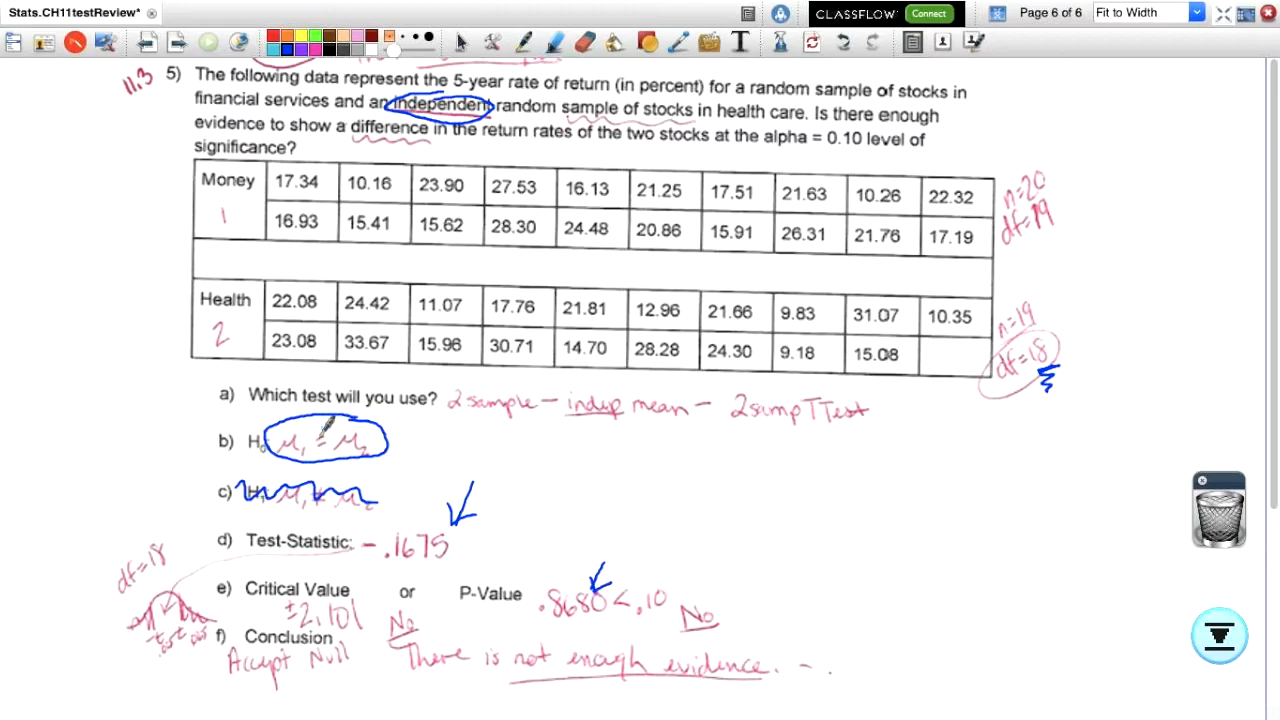 Stats.CH11testReview*
CLASSFLOW Connect
Page 6 of 6 Fit to Width
11.3 5) The following data represent the 5-year rate of return (in percent) for a random sample of stocks in
financial services and an independent random sample of stocks in health care. Is there enough
evidence to show a difference in the return rates of the two stocks at the alpha = 0.10 level of
significance?
Money 17.34 10.16 23.90 27.53 16.13 21.25 17.51 21.63 10.26 22.32 n=20
1 16.93 15.41 15.62 28.30 24.48 20.86 15.91 26.31 21.76 17.19 df=19
Health 22.08 24.42 11.07 17.76 21.81 12.96 21.66 9.83 31.07 10.35 n=19
2 23.08 33.67 15.96 30.71 14.70 28.28 24.30 9.18 15.08 df=18
a) Which test will you use? 2 sample - indep mean - 2SampTTest
b) H₀ μ₁ = μ₂
c) H₁ μ₁ ≠ μ₂
d) Test-Statistic: -.1675
df=18
e) Critical Value or P-Value .8680 < .10 No
±2.101 No
f) Conclusion
Accept Null There is not enough evidence. - .